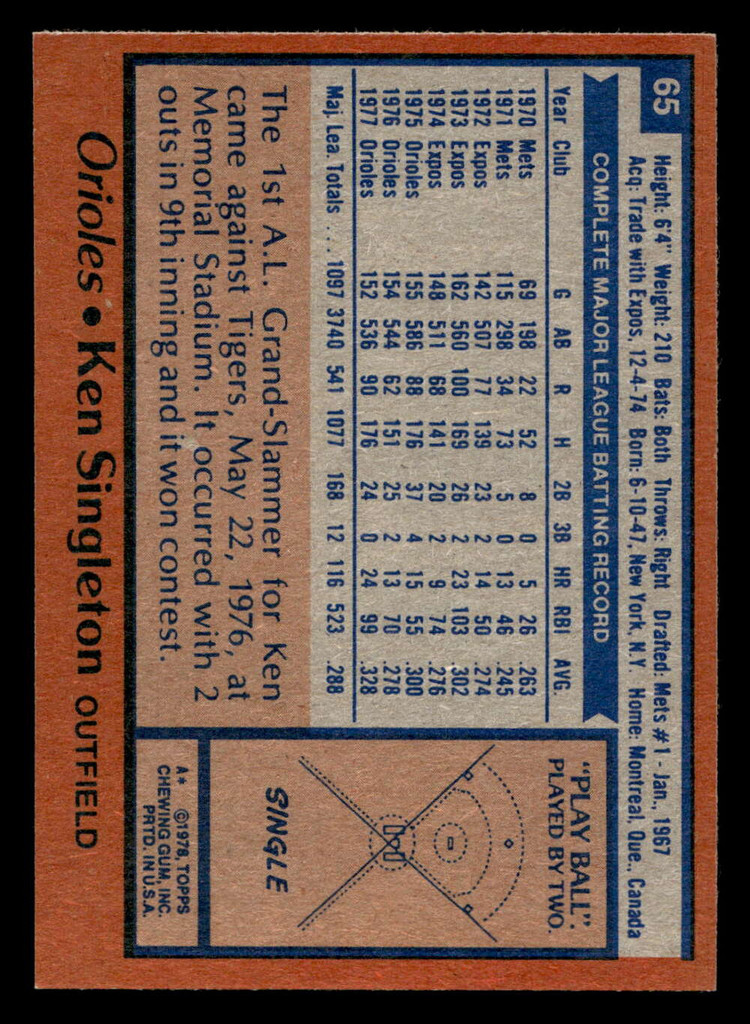 65
Height: 6'4" Weight: 210 Bats: Both Throws: Right Drafted: Mets #1 - Jan., 1967
Acq: Trade with Expos, 12-4-74 Born: 6-10-47, New York, N.Y. Home: Montreal, Que., Canada
COMPLETE MAJOR LEAGUE BATTING RECORD
Year Club G AB R H 2B 3B HR RBI AVG.
1970 Mets 69 198 22 52 8 0 5 26 .263
1971 Mets 115 298 34 73 5 0 13 46 .245
1972 Expos 142 507 77 139 23 2 14 50 .274
1973 Expos 162 560 100 169 26 2 23 103 .302
1974 Expos 148 511 68 141 20 2 9 74 .276
1975 Orioles 155 586 88 176 37 4 15 55 .300
1976 Orioles 154 544 62 151 25 2 13 70 .278
1977 Orioles 152 536 90 176 24 0 24 99 .328
Maj. Lea. Totals ... 1097 3740 541 1077 168 12 116 523 .288
The 1st A.L. Grand-Slammer for Ken
came against Tigers, May 22, 1976, at
Memorial Stadium. It occurred with 2
outs in 9th inning and it won contest.
"PLAY BALL".
PLAYED BY TWO.
SINGLE
A* ©1978, TOPPS
CHEWING GUM, INC.
PRTD. IN U.S.A.
Orioles • Ken Singleton OUTFIELD